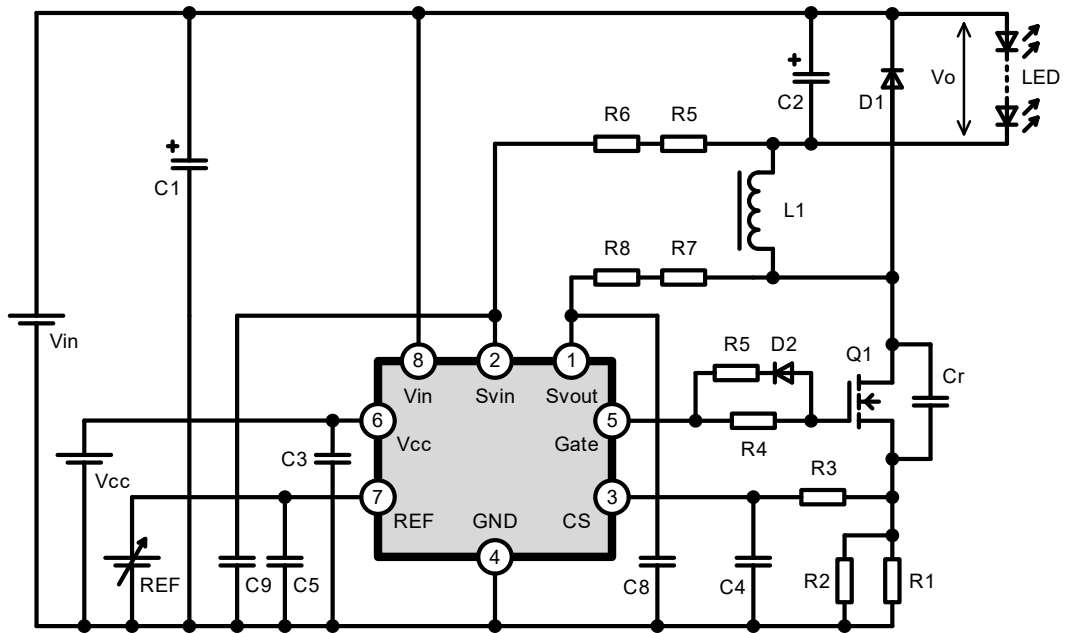 +
C2
D1
Vo
LED
R6
R5
+
C1
L1
R8
R7
Vin
8
2
1
R5
D2
Q1
Cr
Vin
Svin
Svout
6
5
Vcc
Gate
R4
C3
Vcc
R3
7
3
REF
GND
CS
4
REF
C9
C5
C8
C4
R2
R1